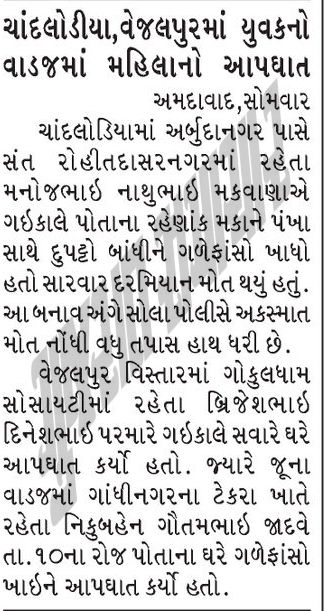 ચાંદલોડીયા,વેજલપુરમાં યુવકનો
વાડજમાં મહિલાનો આપઘાત
અમદાવાદ,સોમવાર
ચાંદલોડિયામાં અર્બુદાનગર પાસે
સંત રોહીતદાસરનગરમાં રહેતા
મનોજભાઇ નાથુભાઇ મકવાણાએ
ગઇકાલે પોતાના રહેણાંક મકાને પંખા
સાથે દુપટ્ટો બાંધીને ગળેફાંસો ખાધો
હતો સારવાર દરમિયાન મોત થયું હતું.
આ બનાવ અંગે સોલા પોલીસે અકસ્માત
મોત નોંધી વધુ તપાસ હાથ ધરી છે.
વેજલપુર વિસ્તારમાં ગોકુલધામ
સોસાયટીમાં રહેતા બ્રિજેશભાઇ
દિનેશભાઇ પરમારે ગઇકાલે સવારે ઘરે
આપઘાત કર્યો હતો. જ્યારે જૂના
વાડજમાં ગાંધીનગરના ટેકરા ખાતે
રહેતા નિકુબહેન ગૌતમભાઇ જાદવે
તા.૧૦ના રોજ પોતાના ઘરે ગળેફાંસો
ખાઇને આપઘાત કર્યો હતો.